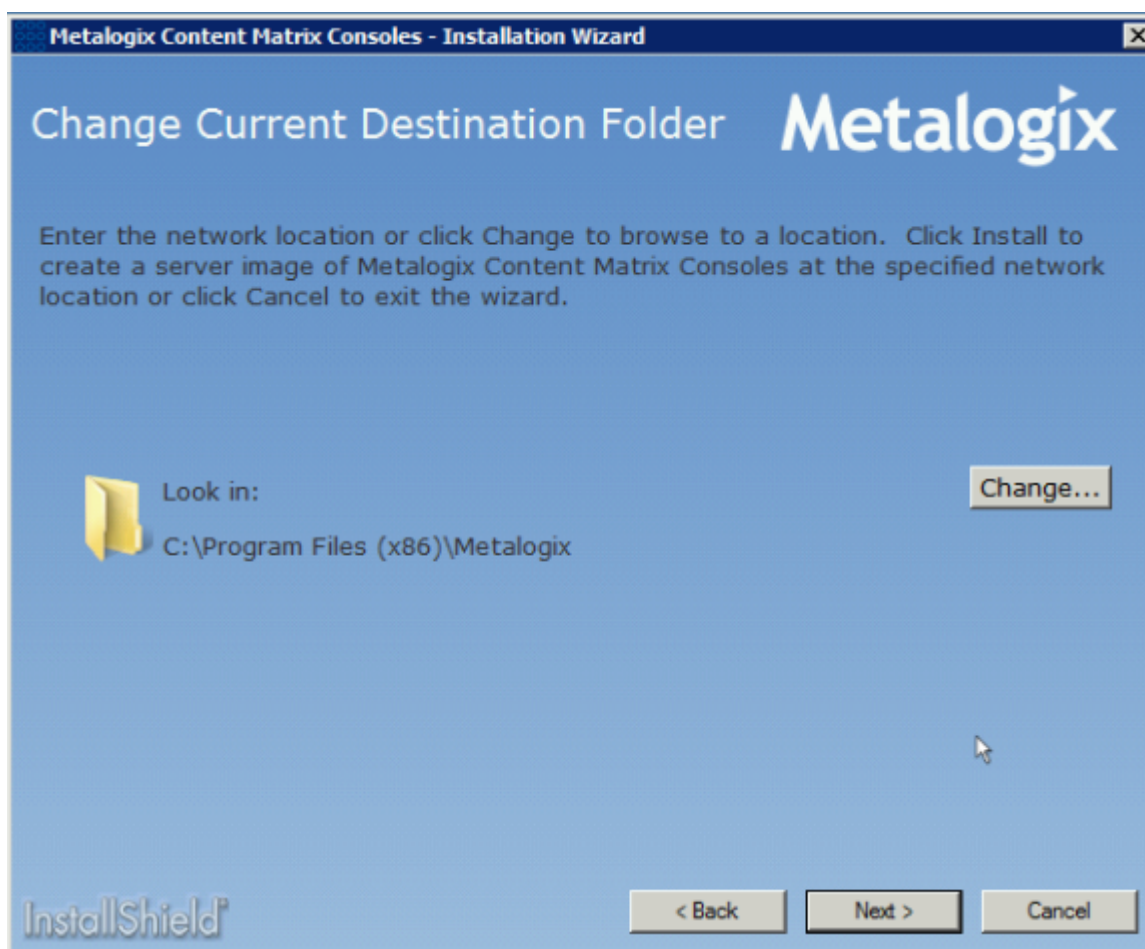 Metalogix Content Matrix Consoles - Installation Wizard
Change Current Destination Folder
Metalogix
Enter the network location or click Change to browse to a location.  Click Install to
create a server image of Metalogix Content Matrix Consoles at the specified network
location or click Cancel to exit the wizard.
Look in:
Change...
C:\Program Files (x86)\Metalogix
InstallShield
< Back
Next >
Cancel